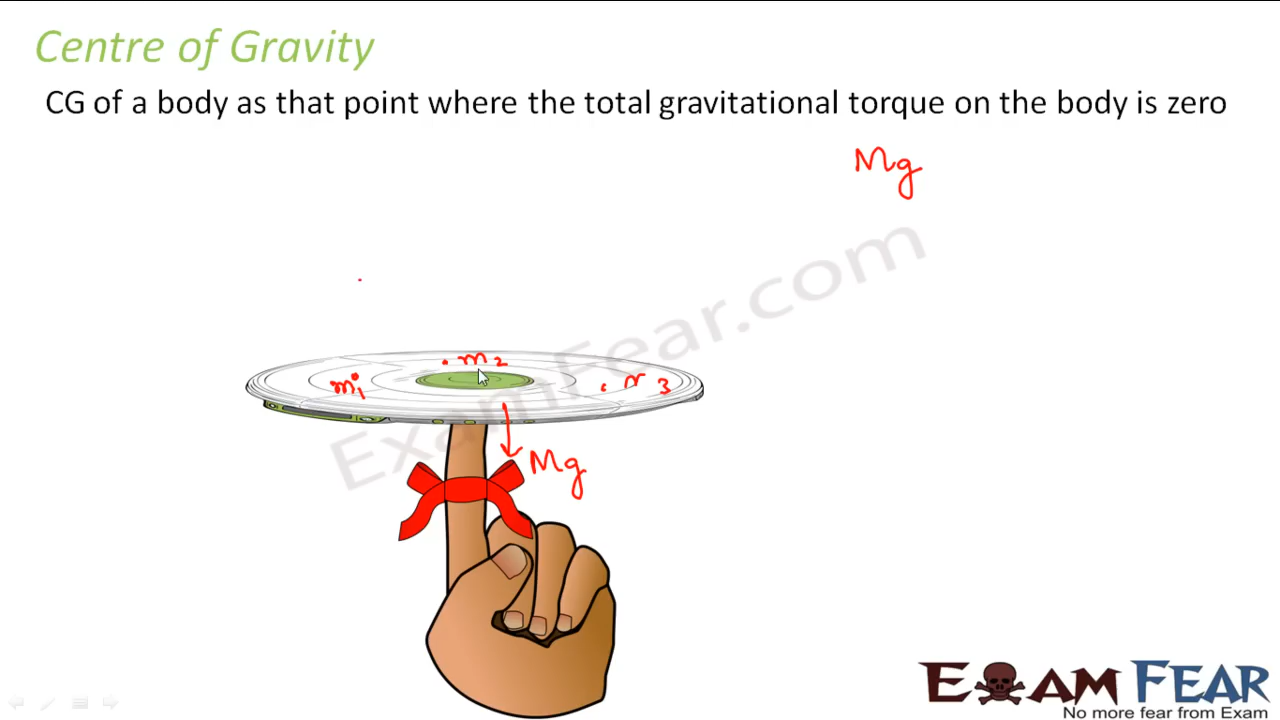 Centre of Gravity
CG of a body as that point where the total gravitational torque on the body is zero
Mg
ExamFear.com
m2
m1
3
Mg
EXAM FEAR
No more fear from Exam